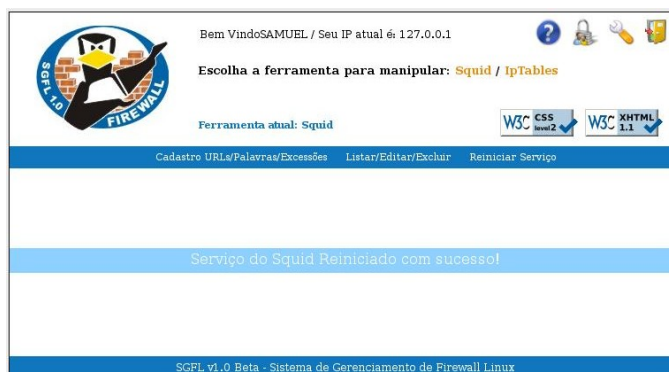 SGFL 1.0
FIREWALL
Bem VindoSAMUEL / Seu IP atual é: 127.0.0.1
Escolha a ferramenta para manipular: Squid / IpTables
Ferramenta atual: Squid
W3C CSS level 2
W3C XHTML 1.1
Cadastro URLs/Palavras/Excessões Listar/Editar/Excluir Reiniciar Serviço
Serviço do Squid Reiniciado com sucesso!
SGFL v1.0 Beta - Sistema de Gerenciamento de Firewall Linux